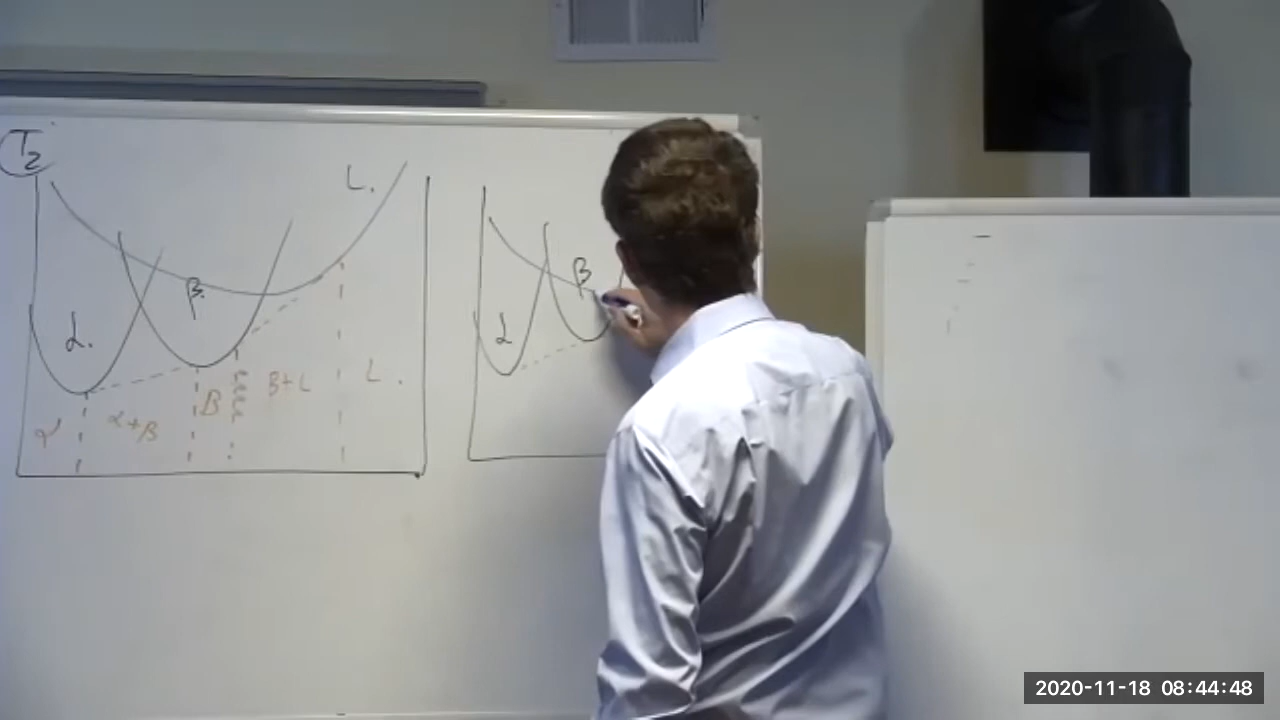 T₂
L.
β.
α.
α
α+β
β
β+L
L.
β
α
2020-11-18 08:44:48